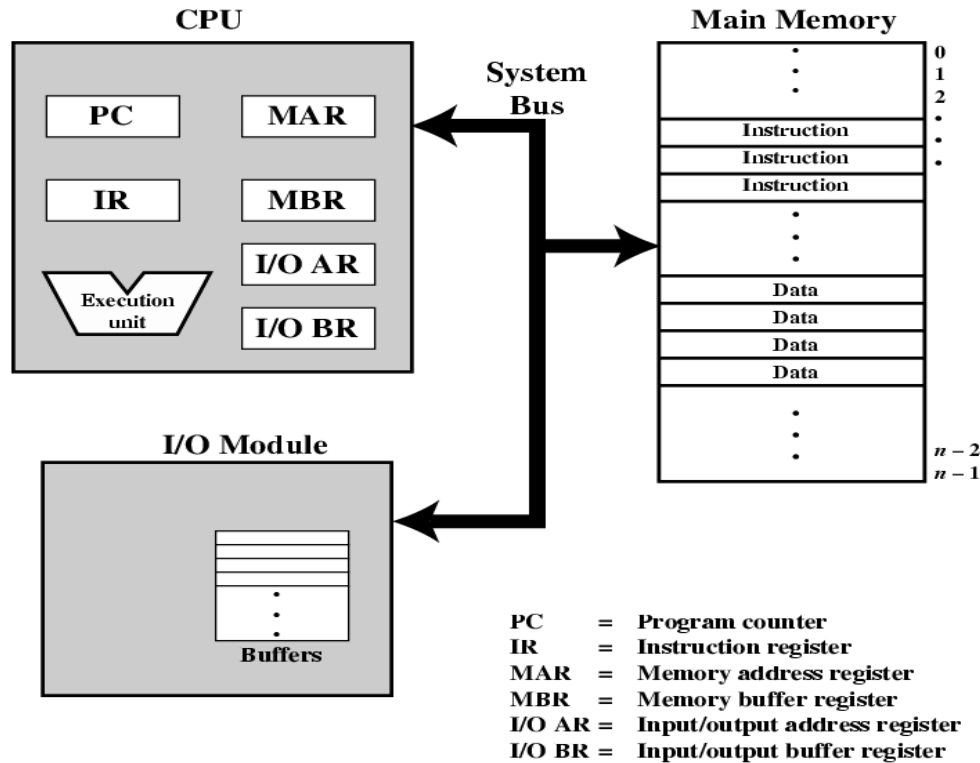 CPU
PC
MAR
IR
MBR
I/O AR
Execution
unit
I/O BR
System
Bus
Main Memory
0
1
2
Instruction
Instruction
Instruction
Data
Data
Data
Data
n – 2
n – 1
I/O Module
Buffers
PC = Program counter
IR = Instruction register
MAR = Memory address register
MBR = Memory buffer register
I/O AR = Input/output address register
I/O BR = Input/output buffer register